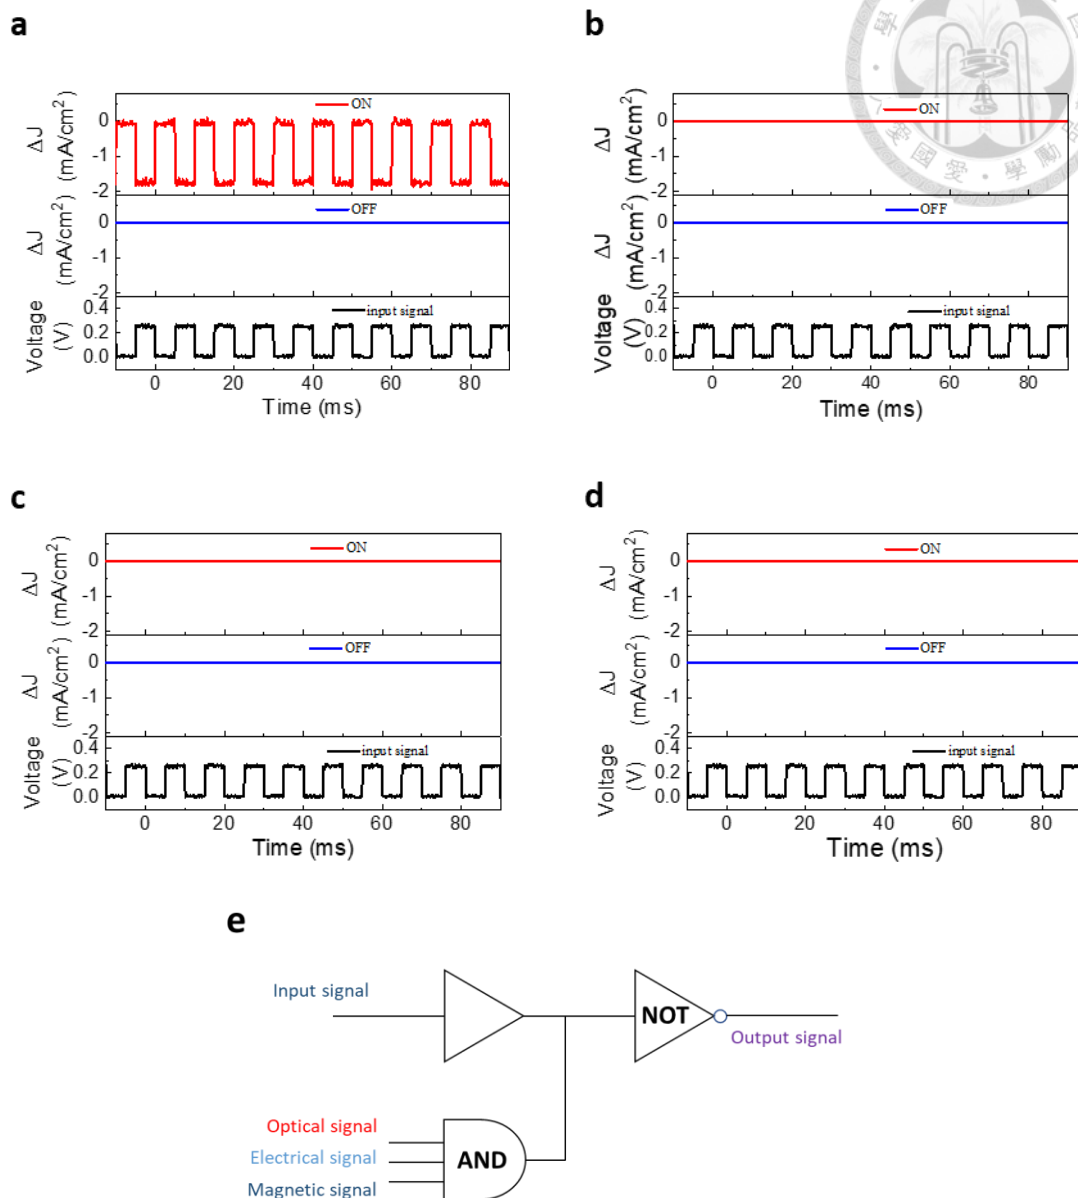 a
ON
ΔJ
(mA/cm²)
0
-1
-2
OFF
ΔJ
(mA/cm²)
0
-1
-2
input signal
Voltage
(V)
0.4
0.2
0.0
0 20 40 60 80
Time (ms)
b
ON
ΔJ
(mA/cm²)
0
-1
-2
OFF
ΔJ
(mA/cm²)
0
-1
-2
input signal
Voltage
(V)
0.4
0.2
0.0
0 20 40 60 80
Time (ms)
學
愛國愛・學勵
c
ON
ΔJ
(mA/cm²)
0
-1
-2
OFF
ΔJ
(mA/cm²)
0
-1
-2
input signal
Voltage
(V)
0.4
0.2
0.0
0 20 40 60 80
Time (ms)
d
ON
ΔJ
(mA/cm²)
0
-1
-2
OFF
ΔJ
(mA/cm²)
0
-1
-2
input signal
Voltage
(V)
0.4
0.2
0.0
0 20 40 60 80
Time (ms)
e
Input signal
NOT
Output signal
Optical signal
Electrical signal
Magnetic signal
AND